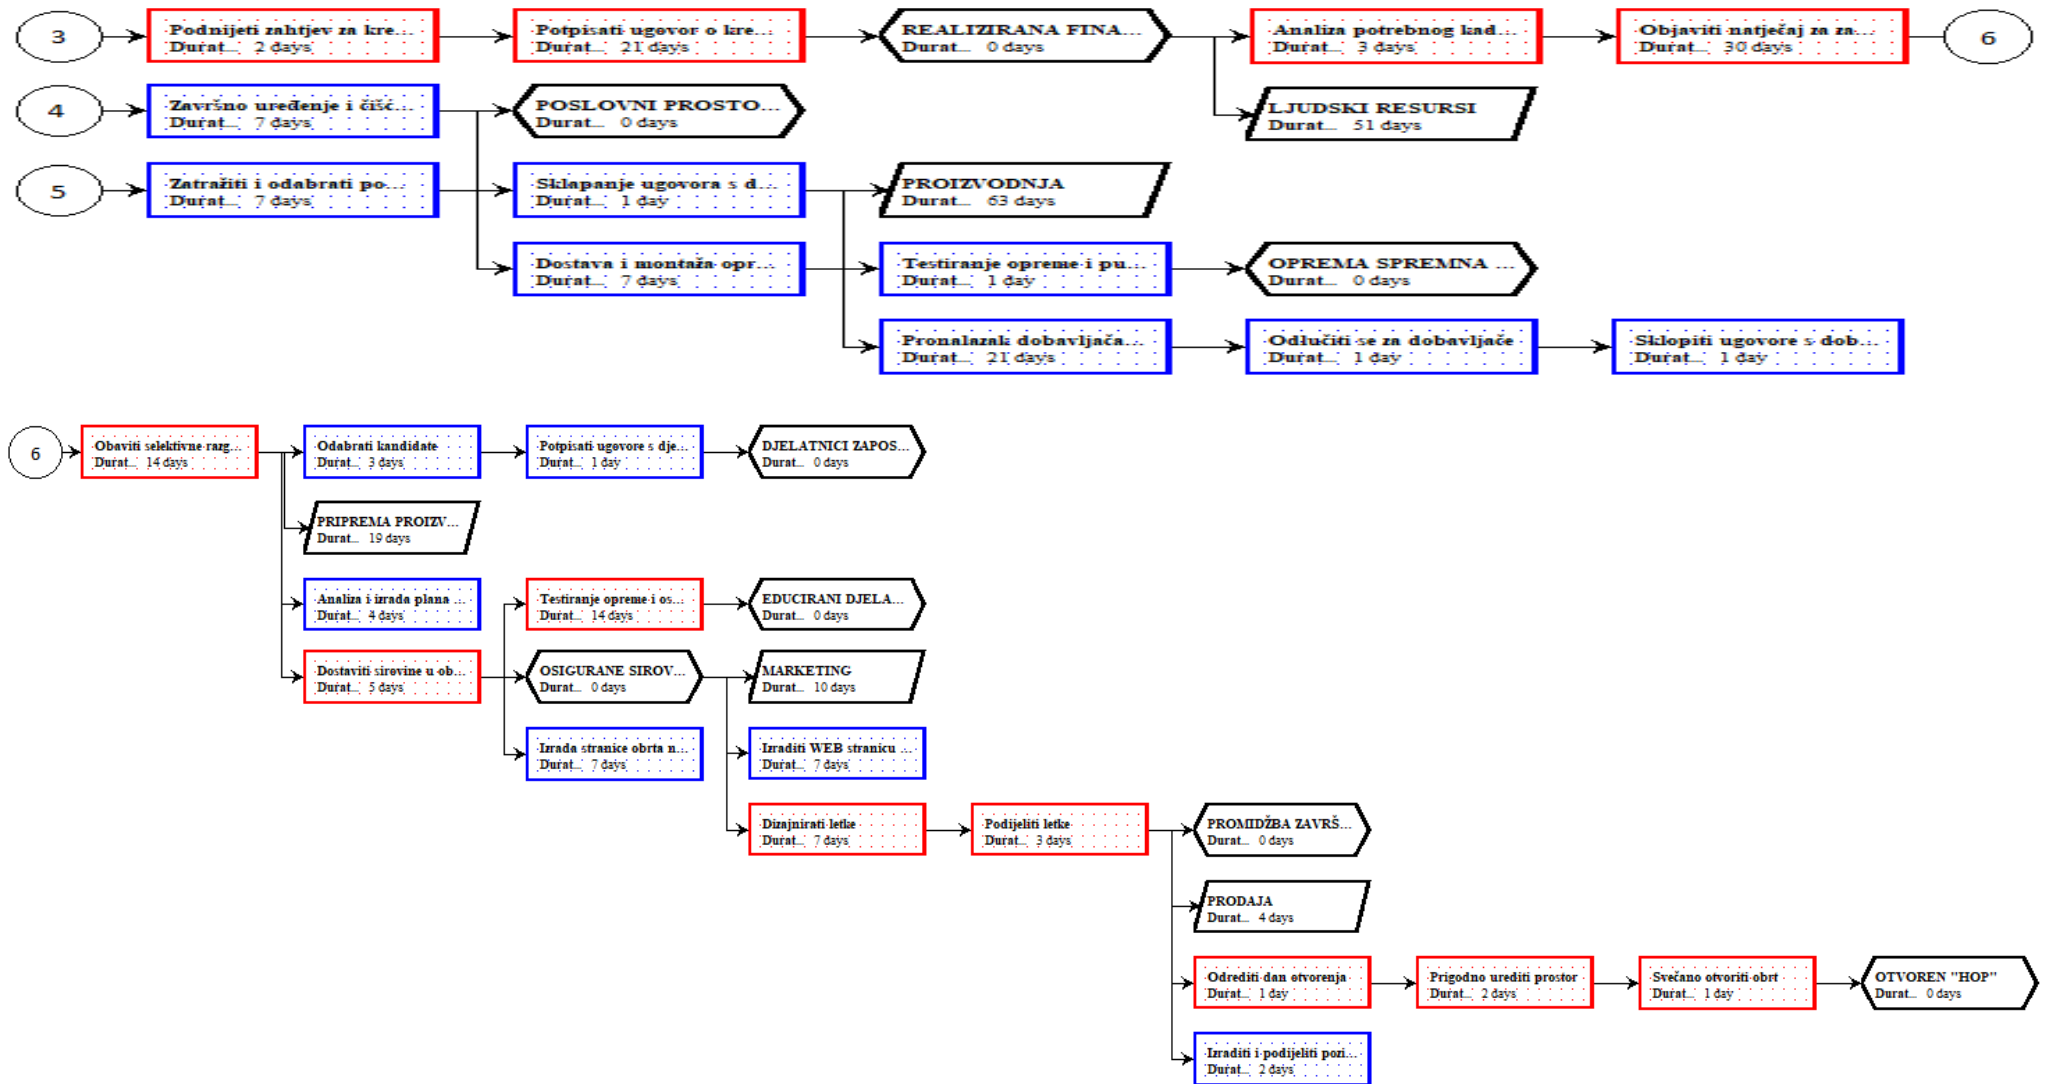 3
Podnijeti zahtjev za kre...
Durat... 2 days
Potpisati ugovor o kre...
Durat... 21 days
REALIZIRANA FINA...
Durat... 0 days
Analiza potrebnog kad...
Durat... 3 days
Objaviti natječaj za za...
Durat... 30 days
6
4
Završno uređenje i čišć...
Durat... 7 days
POSLOVNI PROSTO...
Durat... 0 days
LJUDSKI RESURSI
Durat... 51 days
5
Zatražiti i odabrati po...
Durat... 7 days
Sklapanje ugovora s d...
Durat... 1 day
PROIZVODNJA
Durat... 63 days
Dostava i montaža opr...
Durat... 7 days
Testiranje opreme i pu...
Durat... 1 day
OPREMA SPREMNA ...
Durat... 0 days
Pronalazak dobavljača...
Durat... 21 days
Odlučiti se za dobavljače
Durat... 1 day
Sklopiti ugovore s dob...
Durat... 1 day
6
Obaviti selektivne razg...
Durat... 14 days
Odabrati kandidate
Durat... 3 days
Potpisati ugovore s dje...
Durat... 1 day
DJELATNICI ZAPOS...
Durat... 0 days
PRIPREMA PROIZV...
Durat... 19 days
Analiza i izrada plana ...
Durat... 4 days
Testiranje opreme i os...
Durat... 14 days
EDUCIRANI DJELA...
Durat... 0 days
Dostaviti sirovine u ob...
Durat... 5 days
OSIGURANE SIROV...
Durat... 0 days
MARKETING
Durat... 10 days
Izrada stranice obrta n...
Durat... 7 days
Izraditi WEB stranicu ...
Durat... 7 days
Dizajnirati letke
Durat... 7 days
Podijeliti letke
Durat... 3 days
PROMIDŽBA ZAVRŠ...
Durat... 0 days
PRODAJA
Durat... 4 days
Odrediti dan otvorenja
Durat... 1 day
Prigodno urediti prostor
Durat... 2 days
Svečano otvoriti obrt
Durat... 1 day
OTVOREN "HOP"
Durat... 0 days
Izraditi i podijeliti pozi...
Durat... 2 days